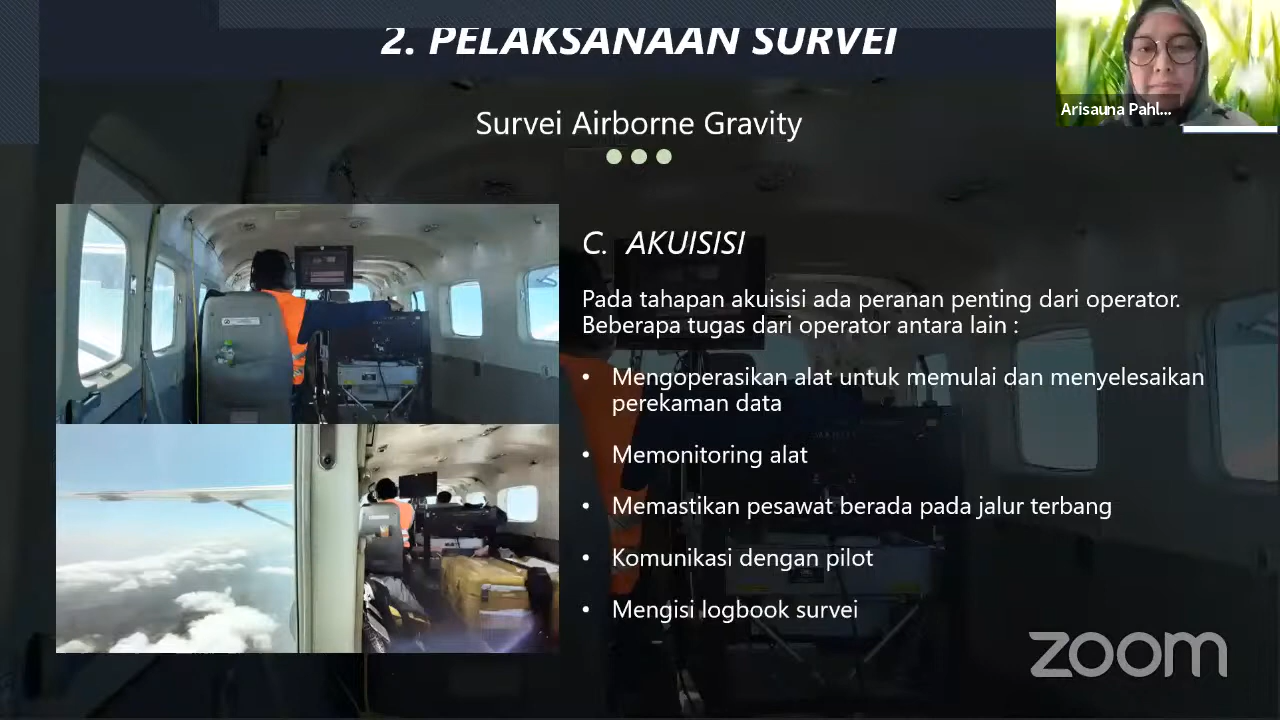 2. PELAKSANAAN SURVEI
Arisauna Pahl...
Survei Airborne Gravity
C. AKUISISI
Pada tahapan akuisisi ada peranan penting dari operator.
Beberapa tugas dari operator antara lain :
• Mengoperasikan alat untuk memulai dan menyelesaikan
perekaman data
• Memonitoring alat
• Memastikan pesawat berada pada jalur terbang
• Komunikasi dengan pilot
• Mengisi logbook survei
zoom